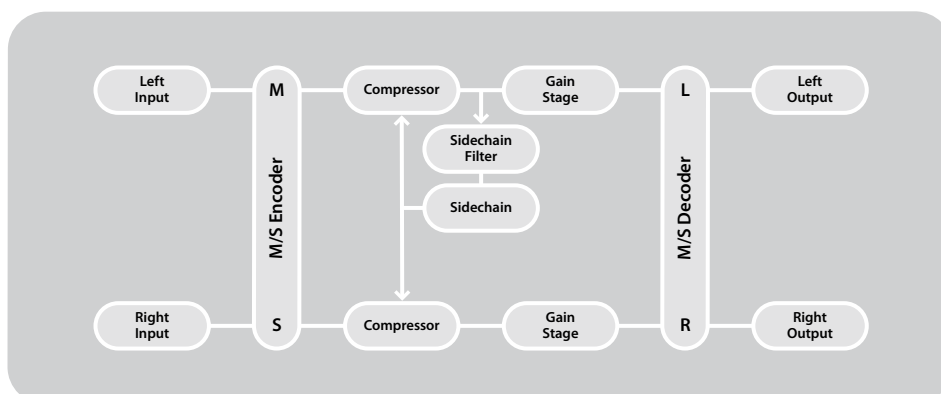 Left
Input
M
Compressor
Gain
Stage
L
Left
Output
Sidechain
Filter
Sidechain
M/S Encoder
M/S Decoder
Right
Input
S
Compressor
Gain
Stage
R
Right
Output